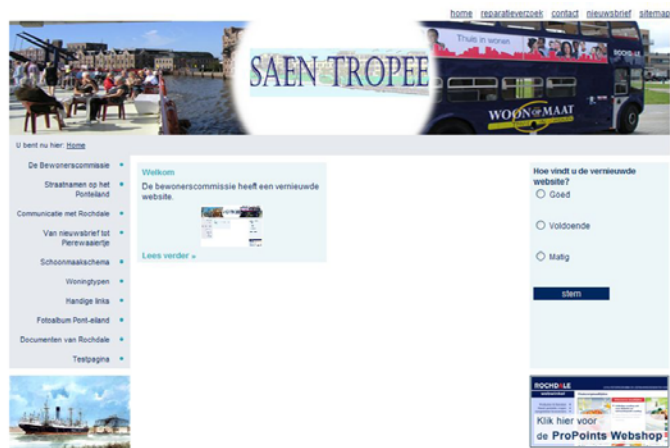 home reparatieverzoek contact nieuwsbrief sitemap
Thuis in wonen
ROCHDALE
SAEN TROPEE
WOON&MAAT
U bent nu hier: Home
De Bewonerscommissie
Straatnamen op het
Ponteiland
Communicatie met Rochdale
Van nieuwsbrief tot
Pierewaaiertje
Schoonmaakschema
Woningtypen
Handige links
Fotoalbum Pont-eiland
Documenten van Rochdale
Testpagina
Welkom
De bewonerscommissie heeft een vernieuwde
website.
Lees verder »
Hoe vindt u de vernieuwde
website?
Goed
Voldoende
Matig
stem
ROCHDALE
Klik hier voor
de ProPoints Webshop